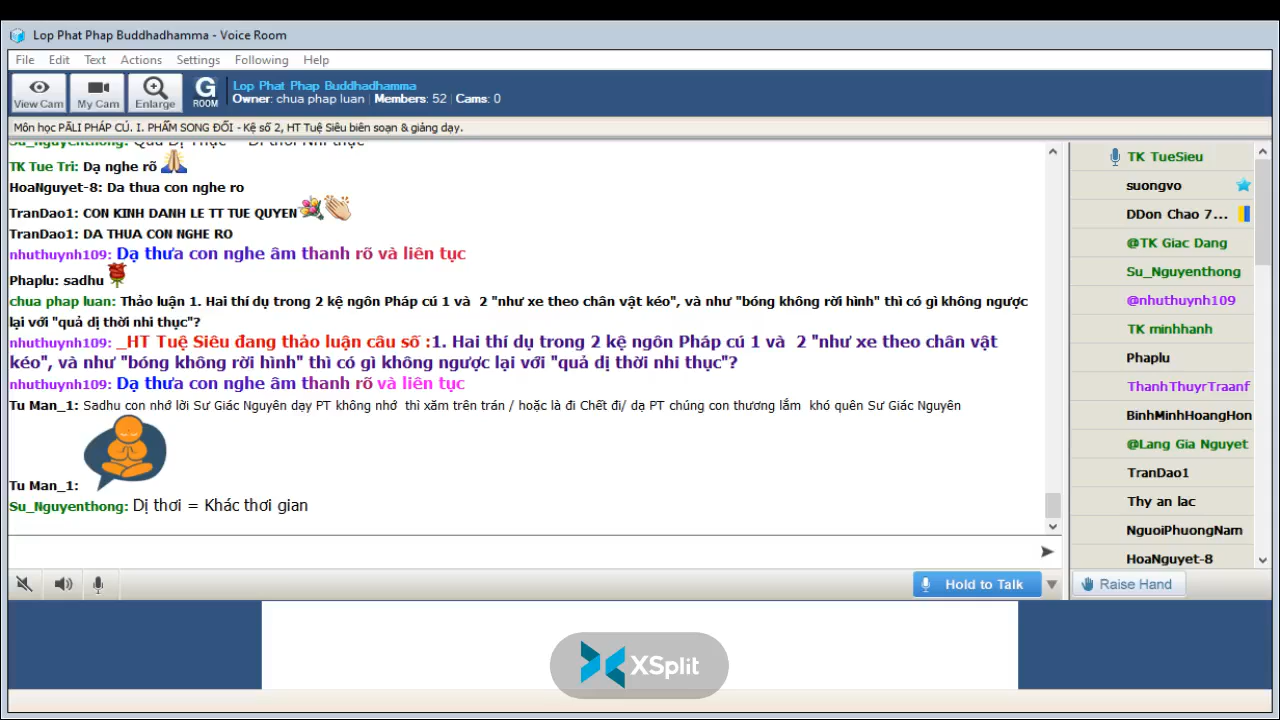 Lop Phat Phap Buddhadhamma - Voice Room
File Edit Text Actions Settings Following Help
View Cam My Cam Enlarge G ROOM
Lop Phat Phap Buddhadhamma
Owner: chua phap luan | Members: 52 | Cams: 0
Môn học PĀLI PHÁP CÚ. I. PHẨM SONG ĐỐI - Kệ số 2, HT Tuệ Siêu biên soạn & giảng dạy.
TK Tue Tri: Dạ nghe rõ
HoaNguyet-8: Da thua con nghe ro
TranDao1: CON KINH DANH LE TT TUE QUYEN
TranDao1: DA THUA CON NGHE RO
nhuthuynh109: Dạ thưa con nghe âm thanh rõ và liên tục
Phaplu: sadhu
chua phap luan: Thảo luận 1. Hai thí dụ trong 2 kệ ngôn Pháp cú 1 và 2 "như xe theo chân vật kéo", và như "bóng không rời hình" thì có gì không ngược
lại với "quả dị thời nhi thục"?
nhuthuynh109: _HT Tuệ Siêu đang thảo luận câu số :1. Hai thí dụ trong 2 kệ ngôn Pháp cú 1 và 2 "như xe theo chân vật
kéo", và như "bóng không rời hình" thì có gì không ngược lại với "quả dị thời nhi thục"?
nhuthuynh109: Dạ thưa con nghe âm thanh rõ và liên tục
Tu Man_1: Sadhu con nhớ lời Sư Giác Nguyên dạy PT không nhớ thì xăm trên trán / hoặc là đi Chết đi/ dạ PT chúng con thương lắm khó quên Sư Giác Nguyên
Tu Man_1:
Su_Nguyenthong: Dị thơi = Khác thơi gian
Hold to Talk
TK TueSieu
suongvo
DDon Chao 7...
@TK Giac Dang
Su_Nguyenthong
@nhuthuynh109
TK minhhanh
Phaplu
ThanhThuyrTraanf
BinhMinhHoangHon
@Lang Gia Nguyet
TranDao1
Thy an lac
NguoiPhuongNam
HoaNguyet-8
Raise Hand
XSplit